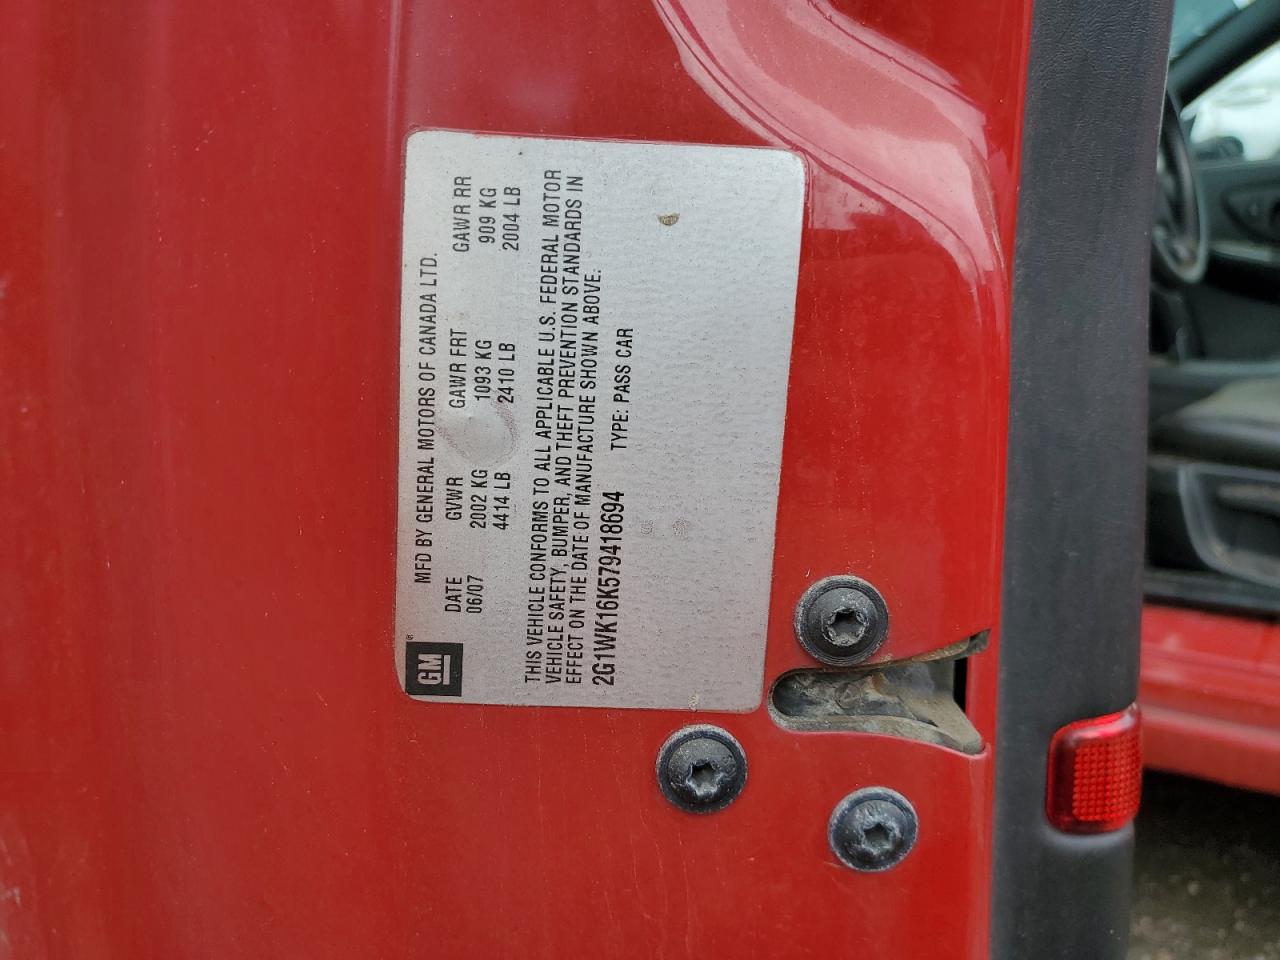 GM®
MFD BY GENERAL MOTORS OF CANADA LTD.
DATE GVWR GAWR FRT GAWR RR
06/07 2002 KG 1093 KG 909 KG
4414 LB 2410 LB 2004 LB
THIS VEHICLE CONFORMS TO ALL APPLICABLE U.S. FEDERAL MOTOR
VEHICLE SAFETY, BUMPER, AND THEFT PREVENTION STANDARDS IN
EFFECT ON THE DATE OF MANUFACTURE SHOWN ABOVE.
2G1WK16K579418694 TYPE: PASS CAR